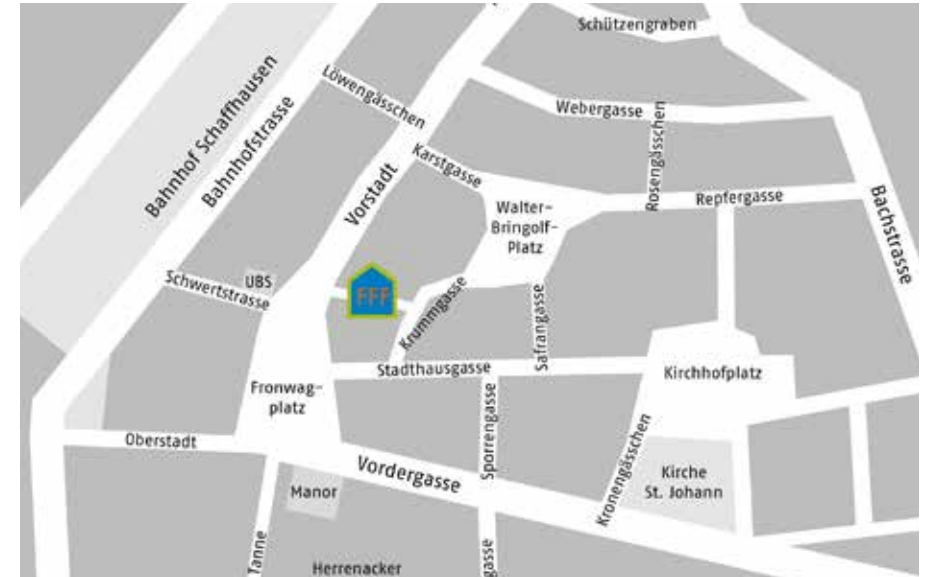 Schützengraben
Bahnhof Schaffhausen
Bahnhofstrasse
Löwengässchen
Webergasse
Rosengässchen
Karstgasse
Vorstadt
Walter-
Bringolf-
Platz
Repfergasse
Bachstrasse
Schwertstrasse
UBS
FFF
Krummgasse
Safrangasse
Stadthausgasse
Kirchhofplatz
Fronwag-
platz
Oberstadt
Sporrengasse
Kronengässchen
Vordergasse
Kirche
St. Johann
Manor
Tanne
Herrenacker
gasse